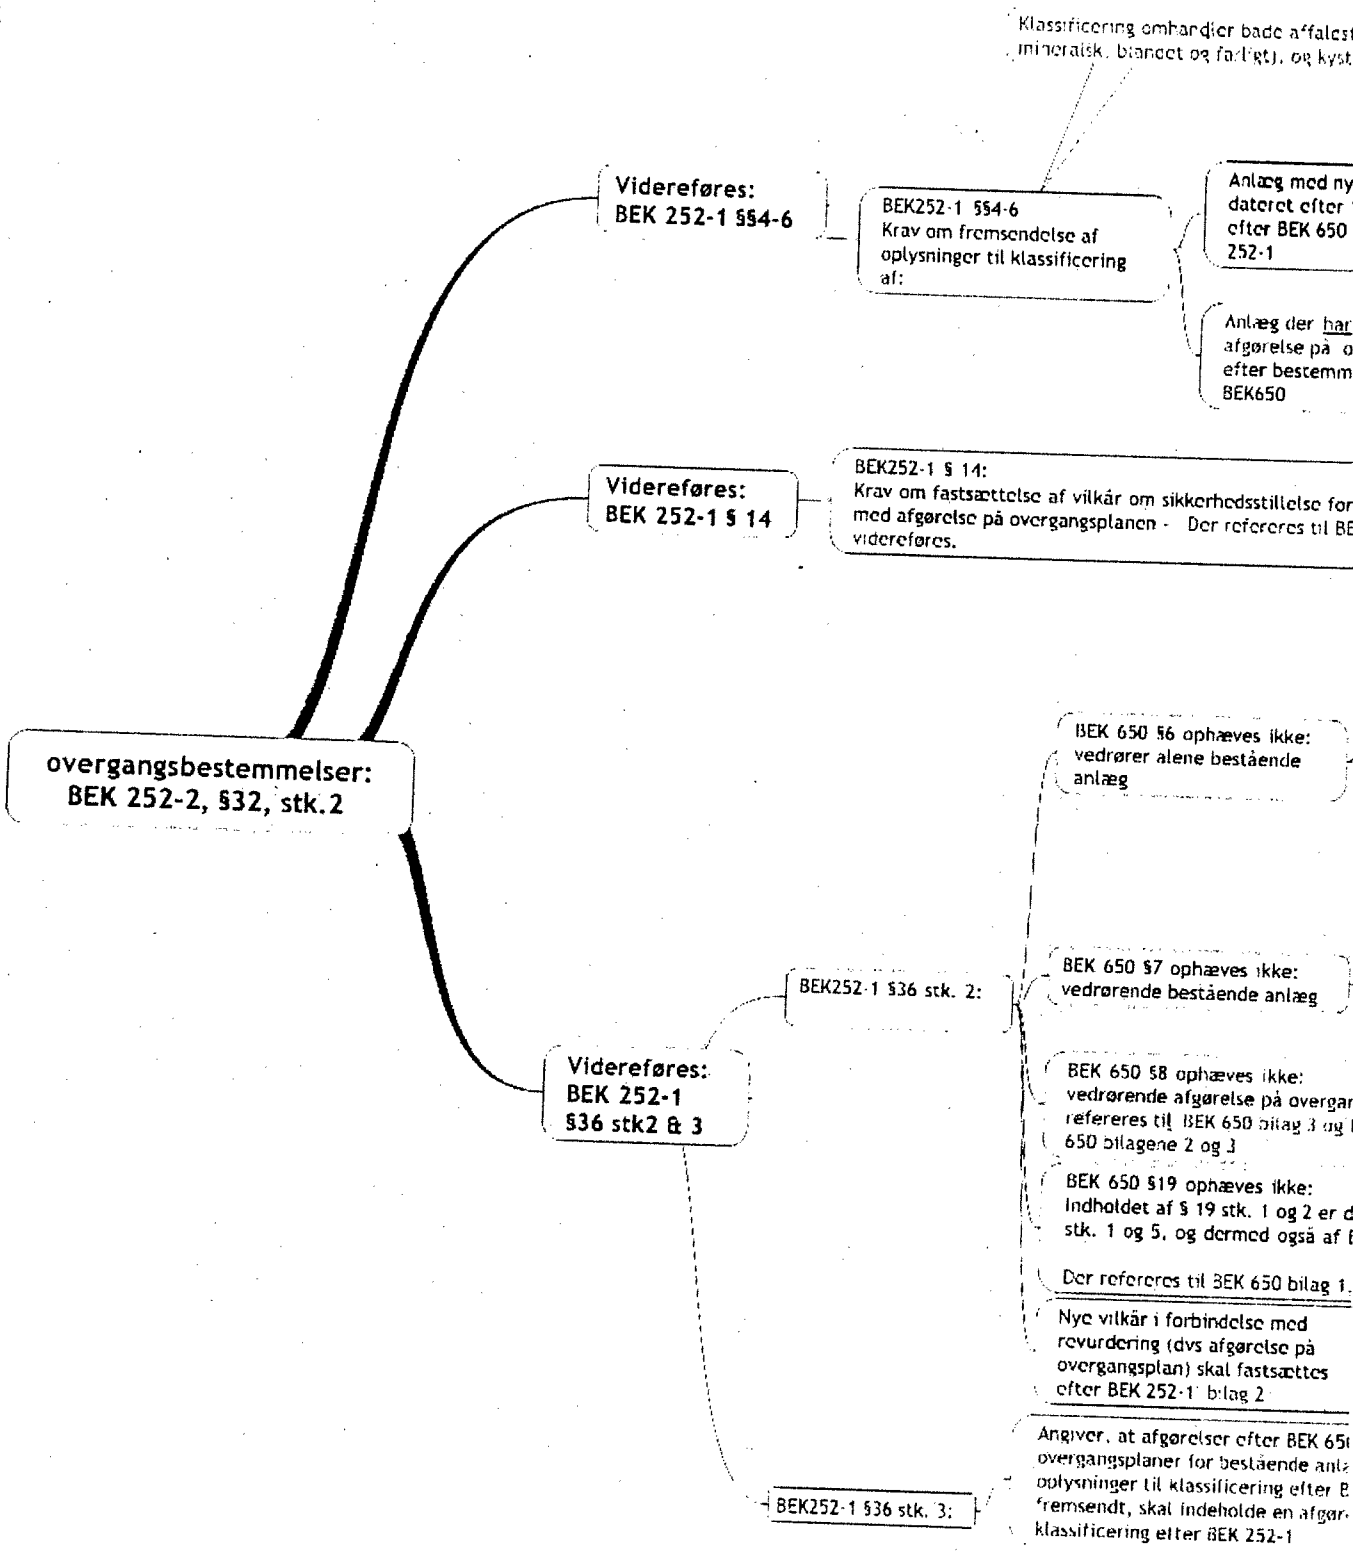 Klassificering omhandler både affaldst
mineralsk, blandet og farligt), og kyst
Videreføres:
BEK 252-1 §§4-6
BEK252-1 §§4-6
Krav om fremsendelse af
oplysninger til klassificering
af:
Anlæg med ny
dateret efter
efter BEK 650
252-1
Anlæg der har
afgørelse på o
efter bestemm
BEK650
Videreføres:
BEK 252-1 § 14
BEK252-1 § 14:
Krav om fastsættelse af vilkår om sikkerhedsstillelse for
med afgørelse på overgangsplanen - Der refereres til BE
videreføres.
overgangsbestemmelser:
BEK 252-2, §32, stk.2
Videreføres:
BEK 252-1
§36 stk2 & 3
BEK252-1 §36 stk. 2:
BEK 650 §6 ophæves ikke:
vedrører alene bestående
anlæg
BEK 650 §7 ophæves ikke:
vedrørende bestående anlæg
BEK 650 §8 ophæves ikke:
vedrørende afgørelse på overgan
refereres til BEK 650 bilag 3 og
650 bilagene 2 og 3
BEK 650 §19 ophæves ikke:
Indholdet af § 19 stk. 1 og 2 er d
stk. 1 og 5, og dermed også af
Der refereres til BEK 650 bilag 1.
Nye vilkår i forbindelse med
revurdering (dvs afgørelse på
overgangsplan) skal fastsættes
efter BEK 252-1 bilag 2
BEK252-1 §36 stk. 3:
Angiver, at afgørelser efter BEK 65
overgangsplaner for bestående anlæ
oplysninger til klassificering efter B
fremsendt, skal indeholde en afgør
klassificering efter BEK 252-1